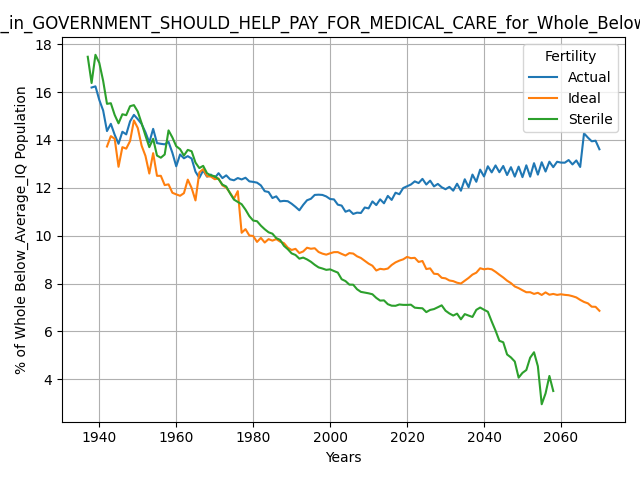 _in_GOVERNMENT_SHOULD_HELP_PAY_FOR_MEDICAL_CARE_for_Whole_Below
Fertility
Actual
Ideal
Sterile
% of Whole Below_Average_IQ Population
18
16
14
12
10
8
6
4
1940 1960 1980 2000 2020 2040 2060
Years